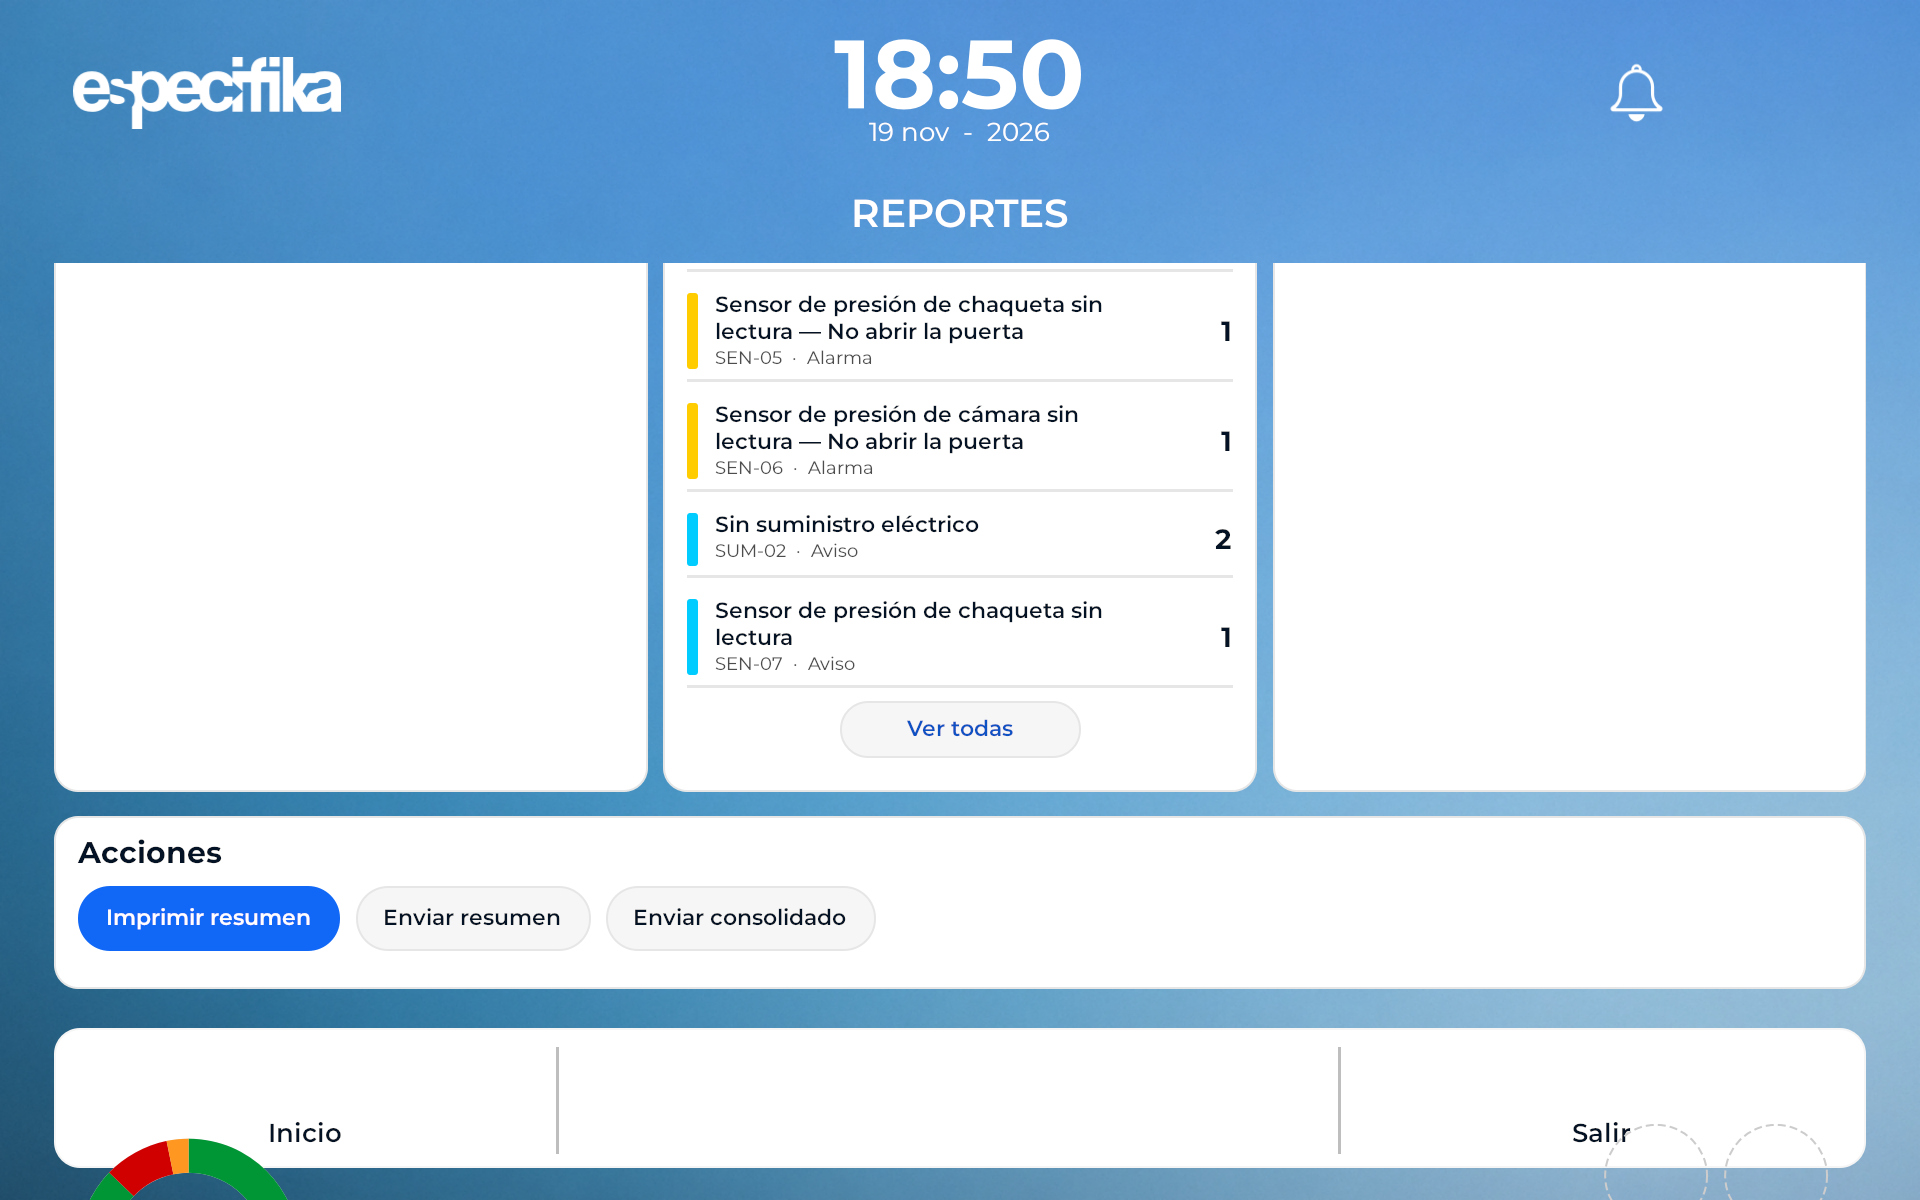 especifika
18:50
19 nov - 2026
REPORTES
Sensor de presión de chaqueta sin
lectura — No abrir la puerta
SEN-05 · Alarma
1
Sensor de presión de cámara sin
lectura — No abrir la puerta
SEN-06 · Alarma
1
Sin suministro eléctrico
SUM-02 · Aviso
2
Sensor de presión de chaqueta sin
lectura
SEN-07 · Aviso
1
Ver todas
Acciones
Imprimir resumen
Enviar resumen
Enviar consolidado
Inicio
Salir